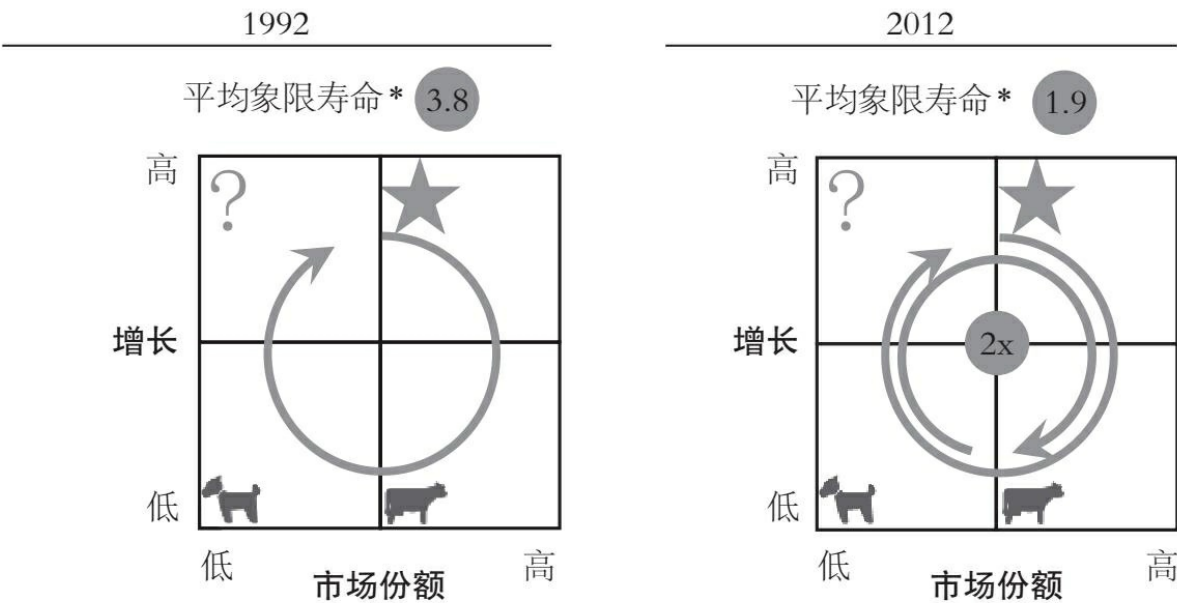 1992
平均象限寿命* 3.8
高
?
增长
低
低
高
市场份额
2012
平均象限寿命* 1.9
高
?
增长
2x
低
低
高
市场份额